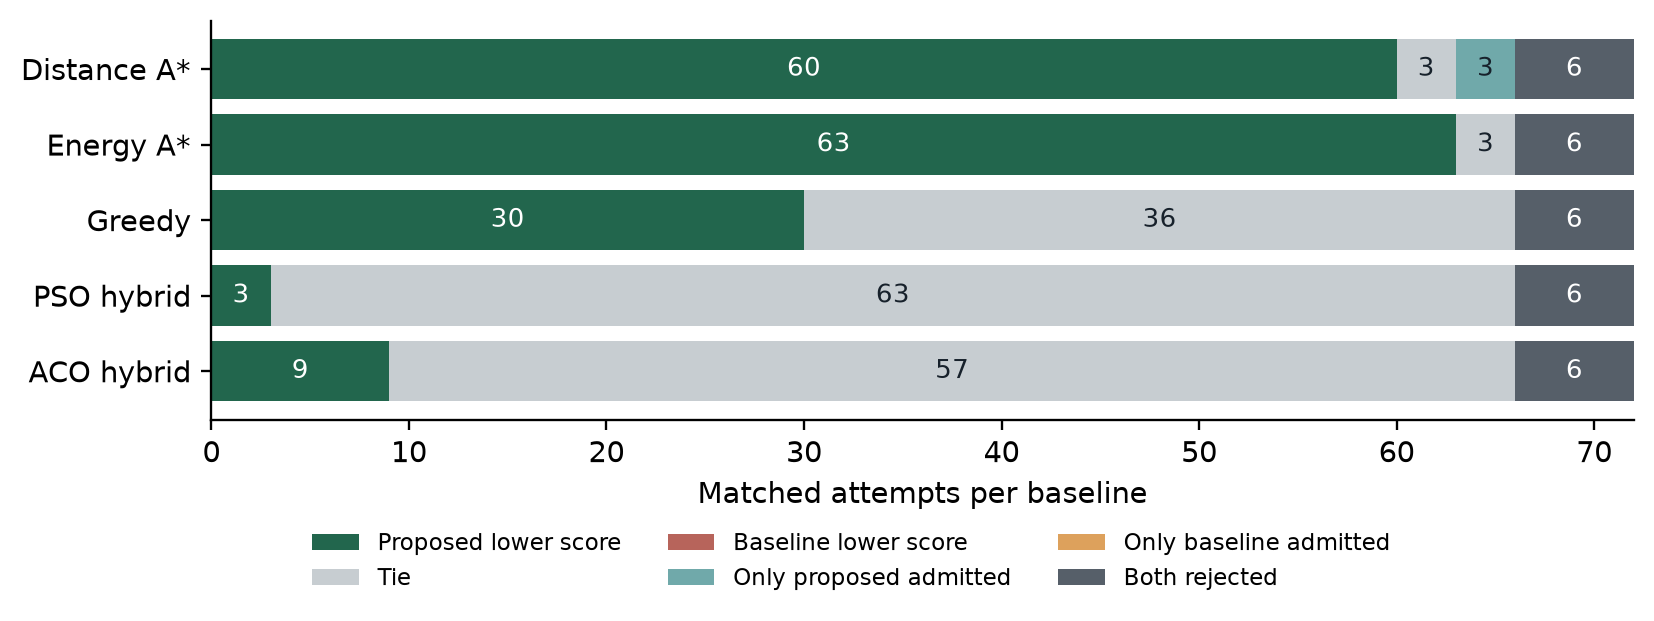 Distance A* 60 3 3 6
Energy A* 63 3 6
Greedy 30 36 6
PSO hybrid 3 63 6
ACO hybrid 9 57 6
0 10 20 30 40 50 60 70
Matched attempts per baseline
Proposed lower score Baseline lower score Only baseline admitted
Tie Only proposed admitted Both rejected